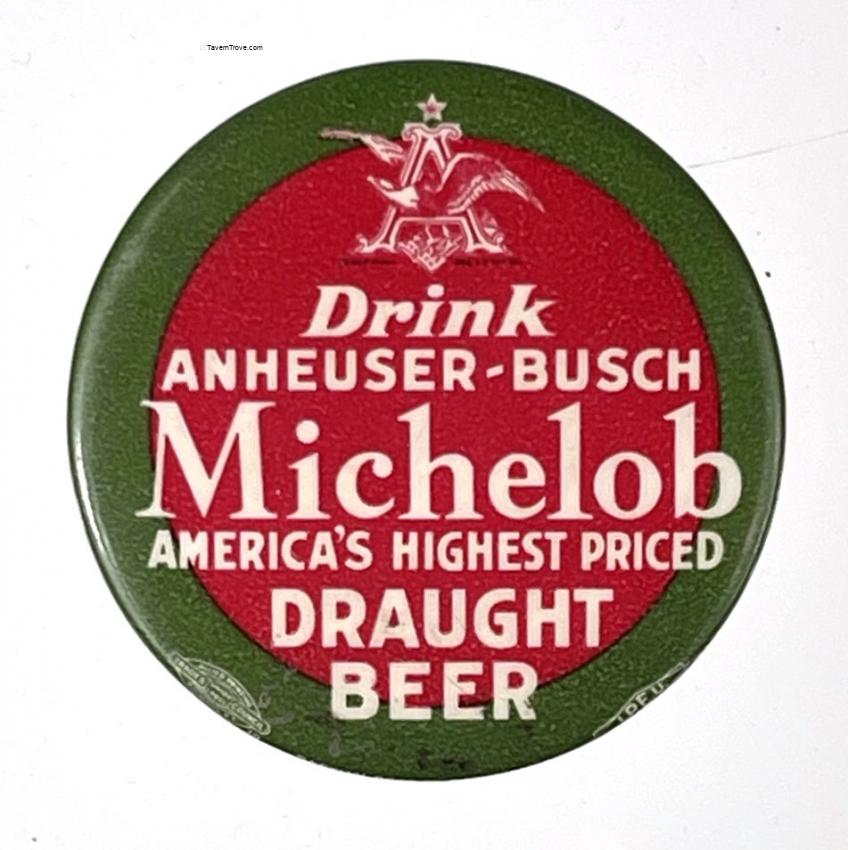 TavernTrove.com
Drink
ANHEUSER-BUSCH
Michelob
AMERICA'S HIGHEST PRICED
DRAUGHT
BEER